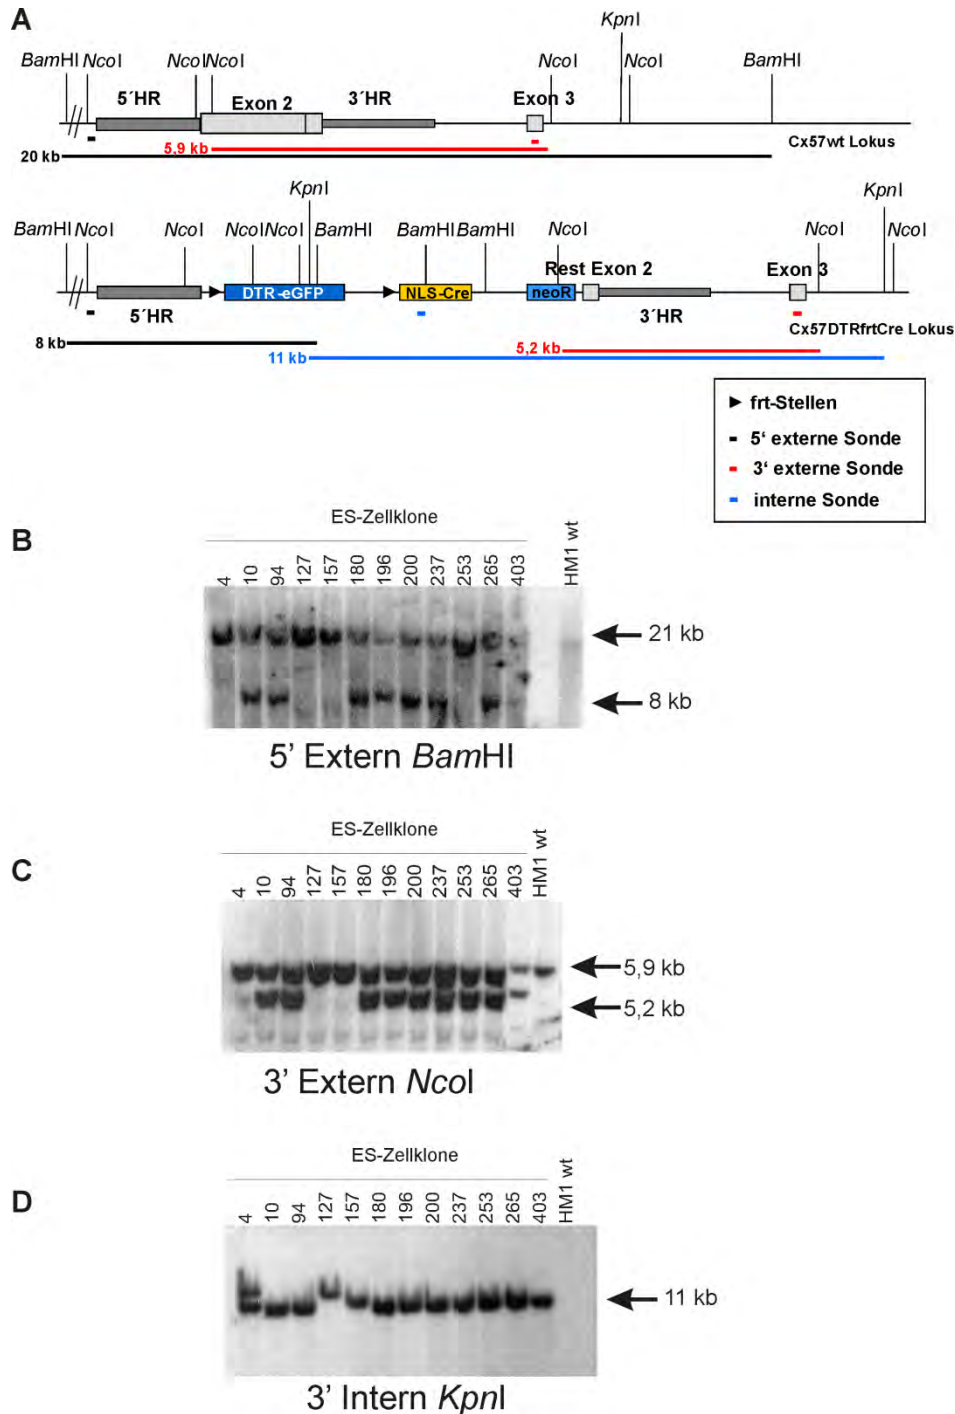 A
KpnI
BamHI NcoI NcoI NcoI NcoI NcoI BamHI
5´HR Exon 2 3´HR Exon 3
5,9 kb
Cx57wt Lokus
20 kb
KpnI KpnI
BamHI NcoI NcoI NcoI NcoI BamHI BamHI BamHI NcoI NcoI NcoI
Rest Exon 2 Exon 3
DTR-eGFP NLS-Cre neoR
5´HR 3´HR
Cx57DTRfrtCre Lokus
8 kb 5,2 kb
11 kb
frt-Stellen
5‘ externe Sonde
3‘ externe Sonde
interne Sonde
B
ES-Zellklone
4 10 94 127 157 180 196 200 237 253 265 403 HM1 wt
21 kb
8 kb
5’ Extern BamHI
C
ES-Zellklone
4 10 94 127 157 180 196 200 237 253 265 403 HM1 wt
5,9 kb
5,2 kb
3’ Extern NcoI
D
ES-Zellklone
4 10 94 127 157 180 196 200 237 253 265 403 HM1 wt
11 kb
3’ Intern KpnI